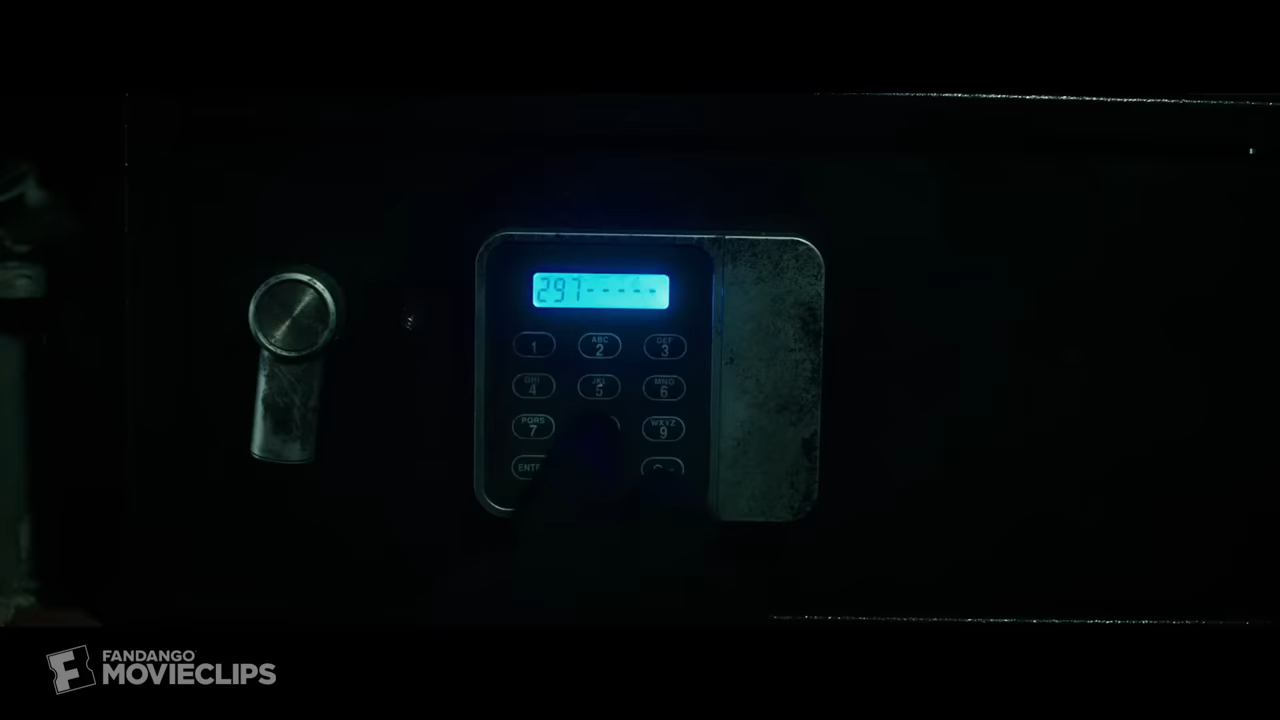 297-----
1
ABC
2
DEF
3
GHI
4
JKL
5
MNO
6
PQRS
7
WXYZ
9
FANDANGO
MOVIECLIPS